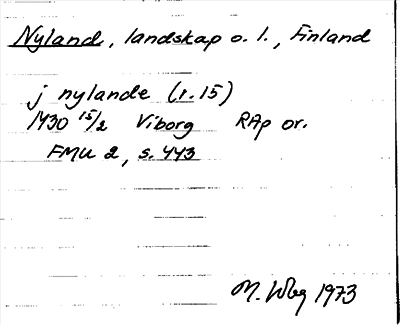 Nyland, landskap o. l., Finland
j nylande (r. 15)
1430 15/2 Viborg RAp or.
FMU 2, s. 443
M. Wbg 1973